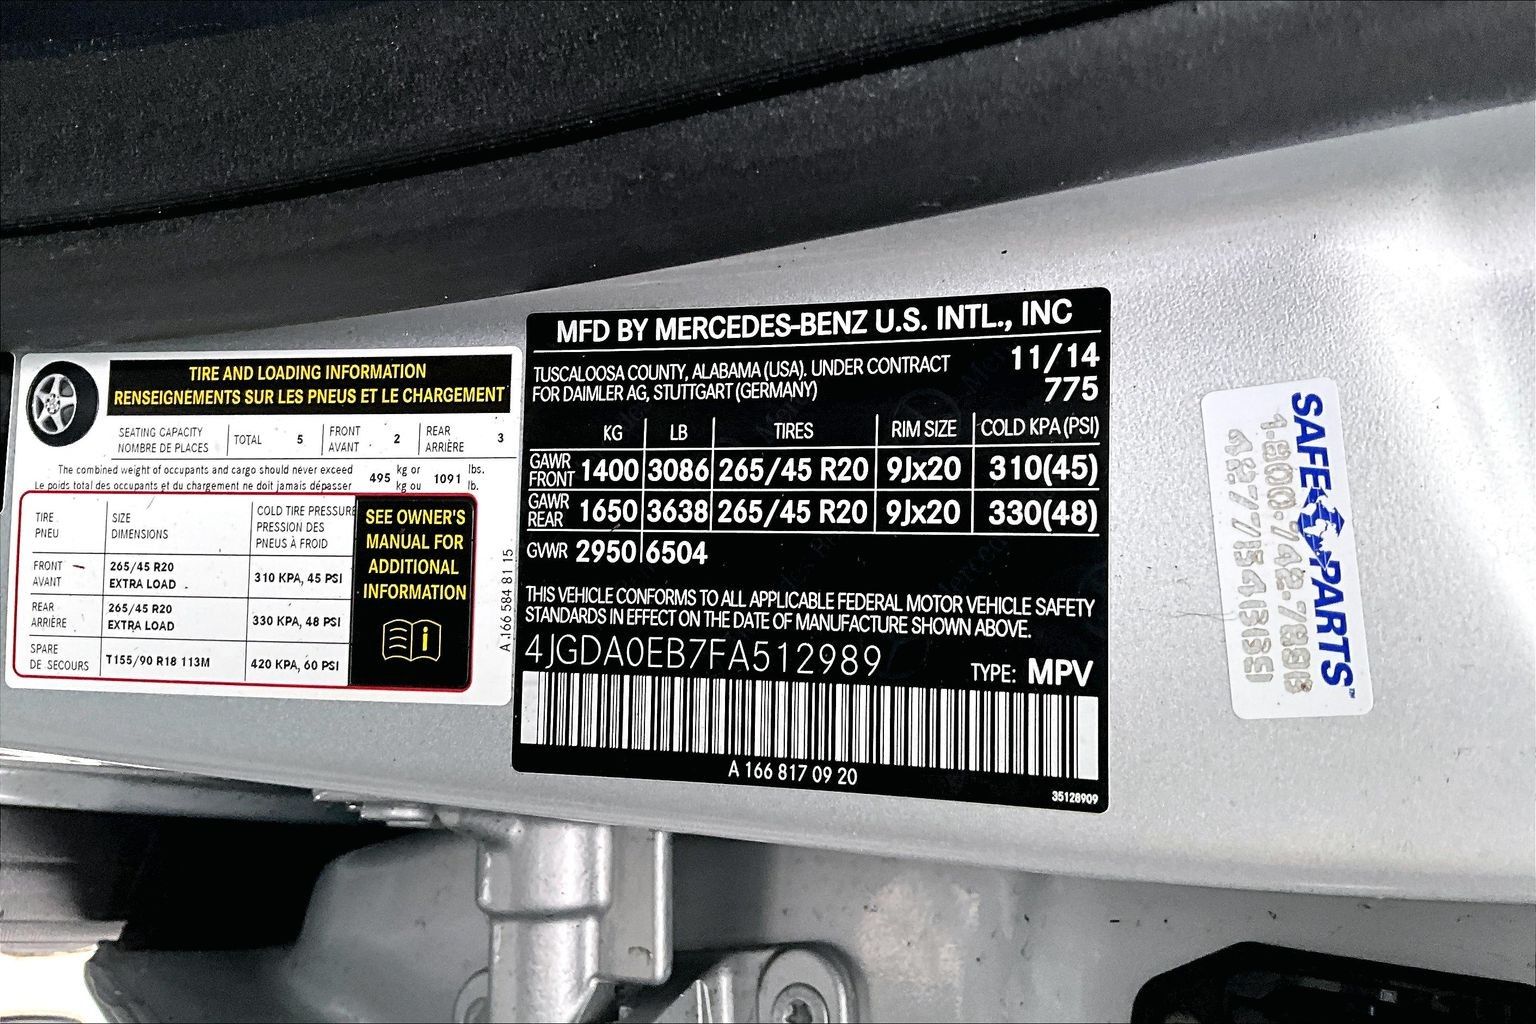 TIRE AND LOADING INFORMATION
RENSEIGNEMENTS SUR LES PNEUS ET LE CHARGEMENT
SEATING CAPACITY
NOMBRE DE PLACES
TOTAL 5
FRONT
AVANT 2
REAR
ARRIÈRE 3
The combined weight of occupants and cargo should never exceed 495 kg or 1091 lbs.
Le poids total des occupants et du chargement ne doit jamais dépasser kg ou lb.
TIRE
PNEU
SIZE
DIMENSIONS
COLD TIRE PRESSURE
PRESSION DES
PNEUS À FROID
FRONT
AVANT
265/45 R20
EXTRA LOAD
310 KPA, 45 PSI
REAR
ARRIÈRE
265/45 R20
EXTRA LOAD
330 KPA, 48 PSI
SPARE
DE SECOURS
T155/90 R18 113M
420 KPA, 60 PSI
SEE OWNER'S
MANUAL FOR
ADDITIONAL
INFORMATION
A 166 584 81 15
MFD BY MERCEDES-BENZ U.S. INTL., INC
TUSCALOOSA COUNTY, ALABAMA (USA). UNDER CONTRACT
FOR DAIMLER AG, STUTTGART (GERMANY)
11/14
775
KG LB TIRES RIM SIZE COLD KPA (PSI)
GAWR
FRONT 1400 3086 265/45 R20 9Jx20 310(45)
GAWR
REAR 1650 3638 265/45 R20 9Jx20 330(48)
GVWR 2950 6504
THIS VEHICLE CONFORMS TO ALL APPLICABLE FEDERAL MOTOR VEHICLE SAFETY
STANDARDS IN EFFECT ON THE DATE OF MANUFACTURE SHOWN ABOVE.
4JGDA0EB7FA512989
TYPE: MPV
A 166 817 09 20
35128909
SAFE PARTS™